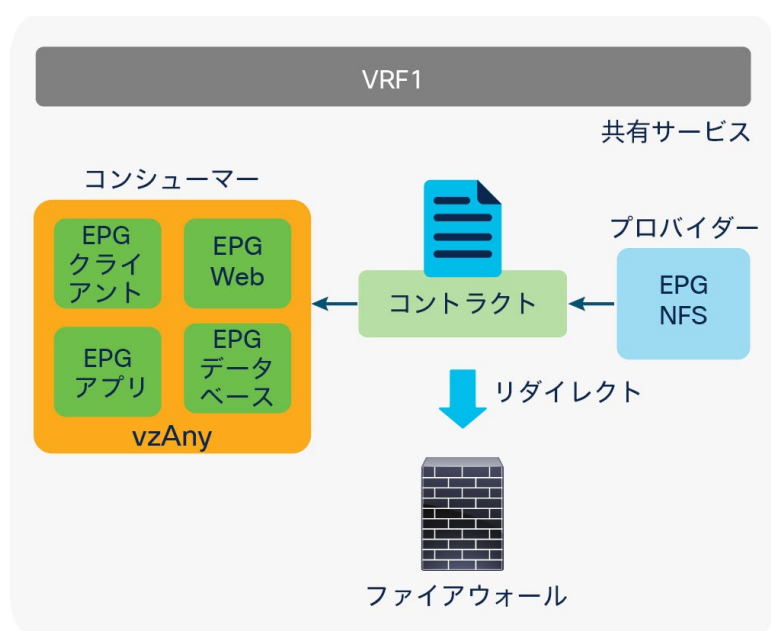 VRF1
共有サービス
コンシューマー
EPG
クライ
アント
EPG
Web
EPG
アプリ
EPG
データ
ベース
vzAny
コントラクト
プロバイダー
EPG
NFS
リダイレクト
ファイアウォール